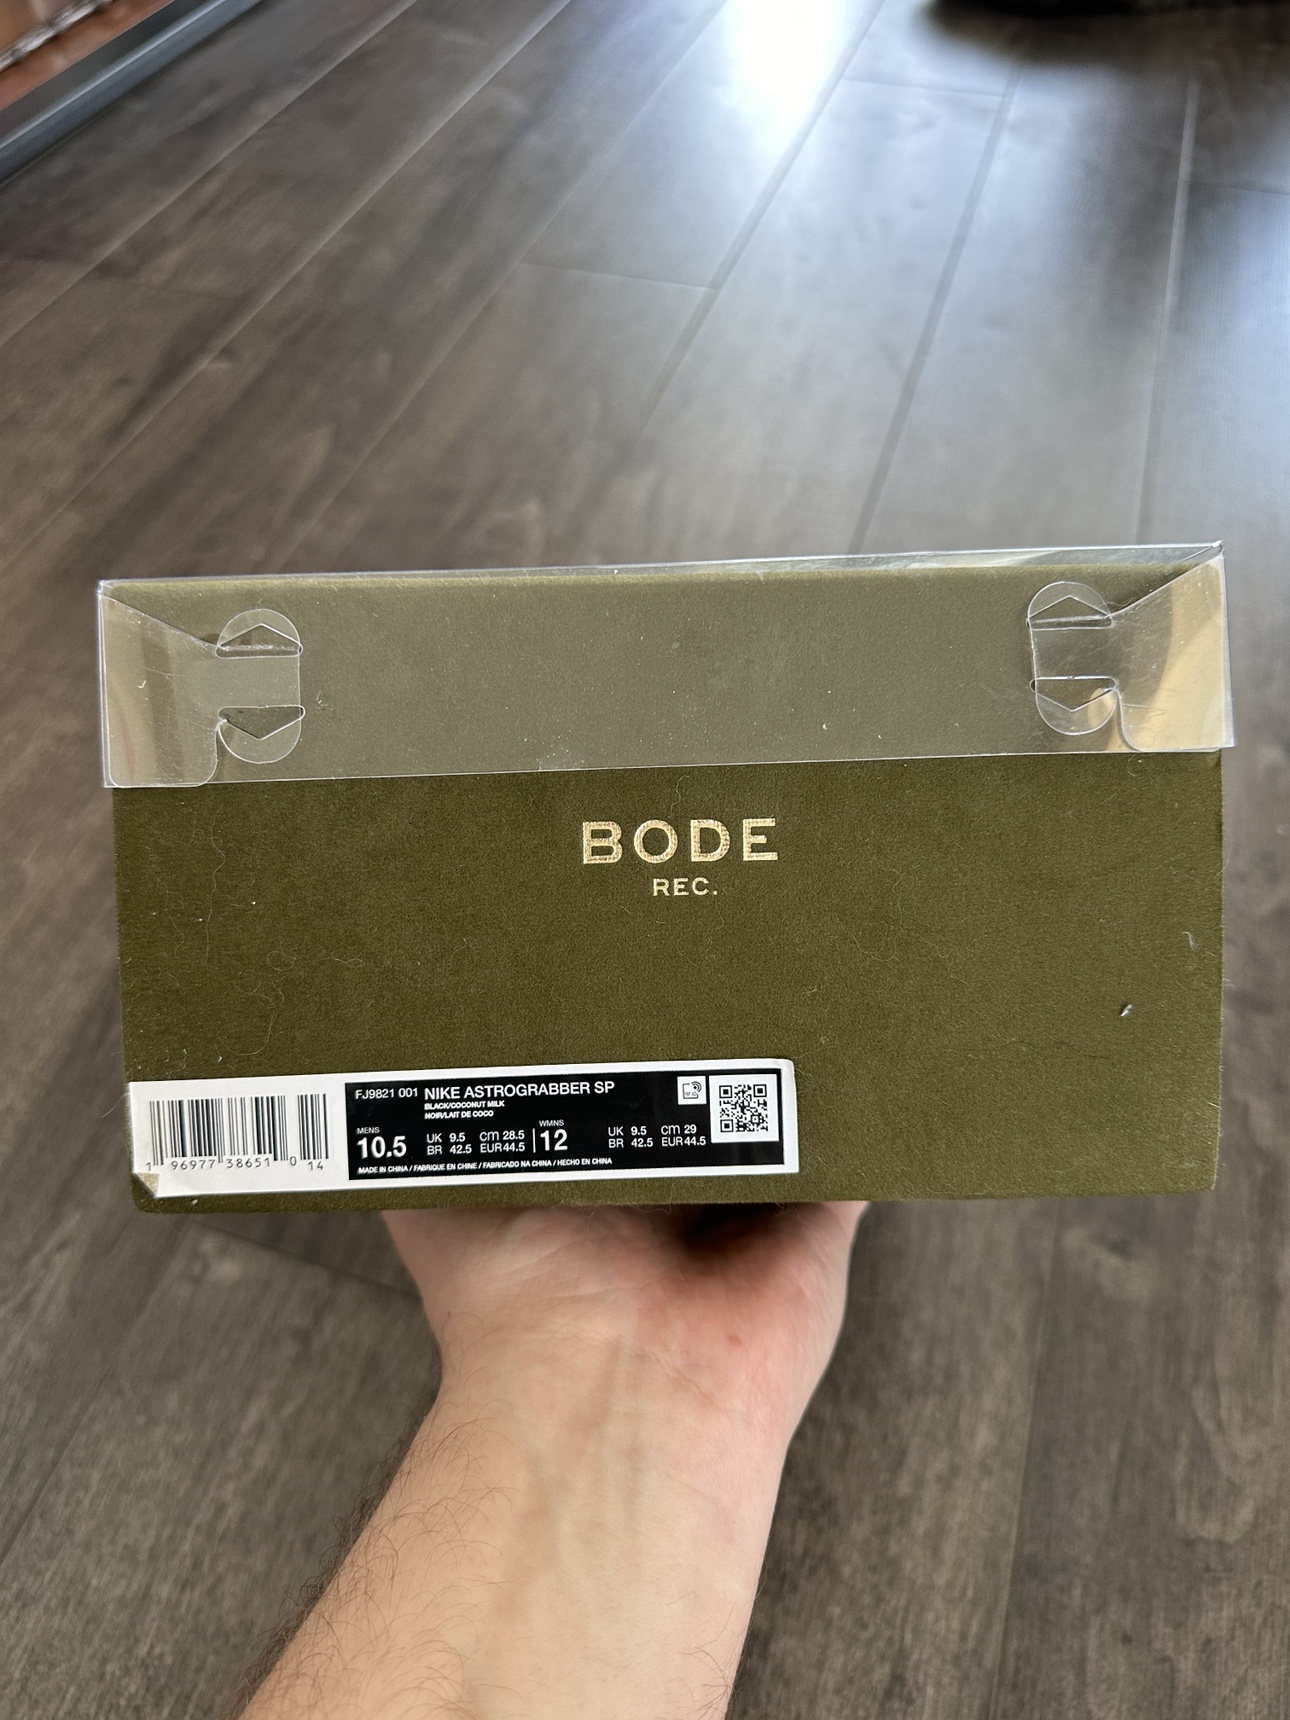 BODE
REC.
FJ9821 001 NIKE ASTROGRABBER SP
BLACK/COCONUT MILK
NOIR/LAIT DE COCO
MENS
10.5
UK 9.5 CM 28.5
BR 42.5 EUR 44.5
WMNS
12
UK 9.5 CM 29
BR 42.5 EUR 44.5
MADE IN CHINA / FABRIQUE EN CHINE / FABRICADO NA CHINA / HECHO EN CHINA
1 96977 38651 0 14